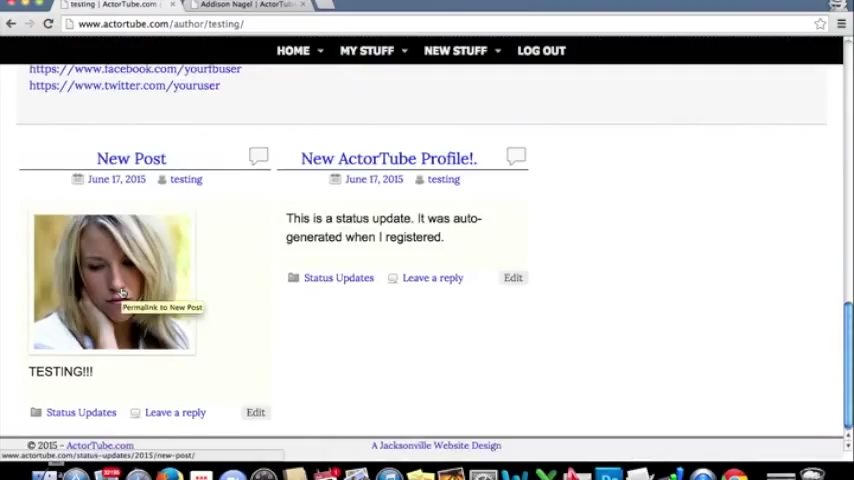 testing | ActorTube.com
Addison Nagel | ActorTub
www.actortube.com/author/testing/
HOME MY STUFF NEW STUFF LOG OUT
https://www.facebook.com/yourfbuser
https://www.twitter.com/youruser
New Post
June 17, 2015 testing
Permalink to New Post
TESTING!!!
Status Updates Leave a reply Edit
New ActorTube Profile!.
June 17, 2015 testing
This is a status update. It was auto-
generated when I registered.
Status Updates Leave a reply Edit
© 2015 - ActorTube.com
A Jacksonville Website Design
www.actortube.com/status-updates/2015/new-post/